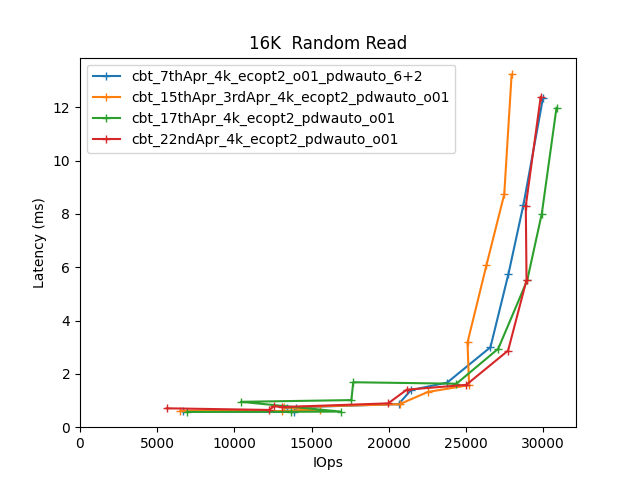 16K  Random Read
cbt_7thApr_4k_ecopt2_o01_pdwauto_6+2
cbt_15thApr_3rdApr_4k_ecopt2_pdwauto_o01
cbt_17thApr_4k_ecopt2_pdwauto_o01
cbt_22ndApr_4k_ecopt2_pdwauto_o01
Latency (ms)
12
10
8
6
4
2
0
0 5000 10000 15000 20000 25000 30000
IOps